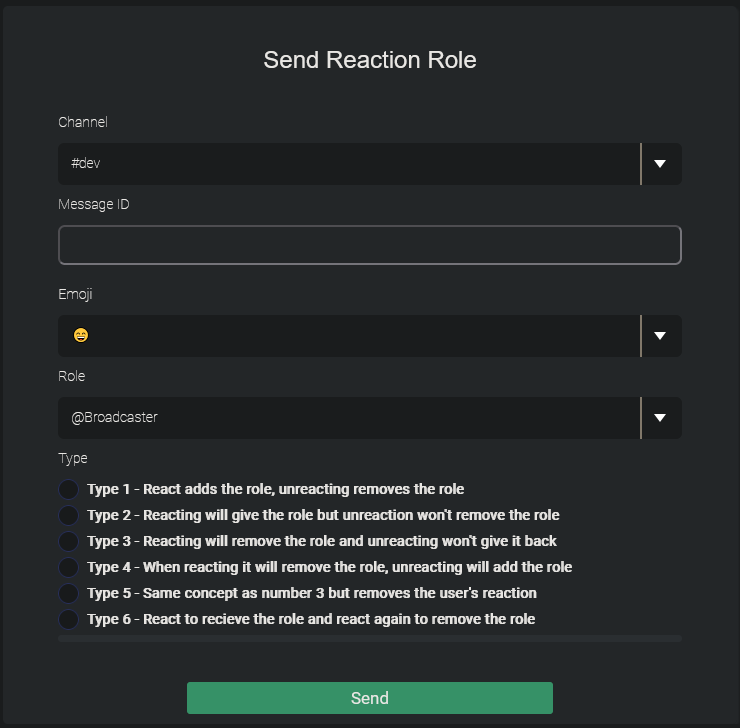 Send Reaction Role
Channel
#dev
Message ID
Emoji
Role
@Broadcaster
Type
Type 1 - React adds the role, unreacting removes the role
Type 2 - Reacting will give the role but unreaction won't remove the role
Type 3 - Reacting will remove the role and unreacting won't give it back
Type 4 - When reacting it will remove the role, unreacting will add the role
Type 5 - Same concept as number 3 but removes the user's reaction
Type 6 - React to recieve the role and react again to remove the role
Send